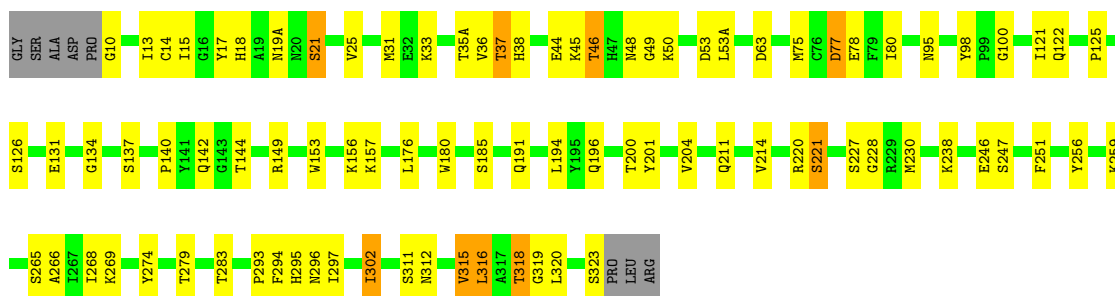 GLY SER ALA ASP PRO G10 I13 C14 I15 G16 Y17 H18 A19 N19A N20 S21 V25 M31 E32 K33 T35A V36 T37 H38 E44 K45 T46 H47 N48 G49 K50 D53 L53A D63 M75 C76 D77 E78 F79 I80 N95 Y98 P99 G100 I121 Q122 P125
S126 E131 G134 S137 P140 Y141 Q142 G143 T144 R149 W153 K156 K157 L176 W180 S185 Q191 L194 Y195 Q196 T200 Y201 V204 Q211 V214 R220 S221 S227 G228 R229 M230 K238 E246 S247 F251 Y256
S265 A266 I267 I268 K269 Y274 T279 T283 P293 F294 H295 N296 I297 I302 S311 N312 V315 L316 A317 T318 G319 L320 S323 PRO LEU ARG